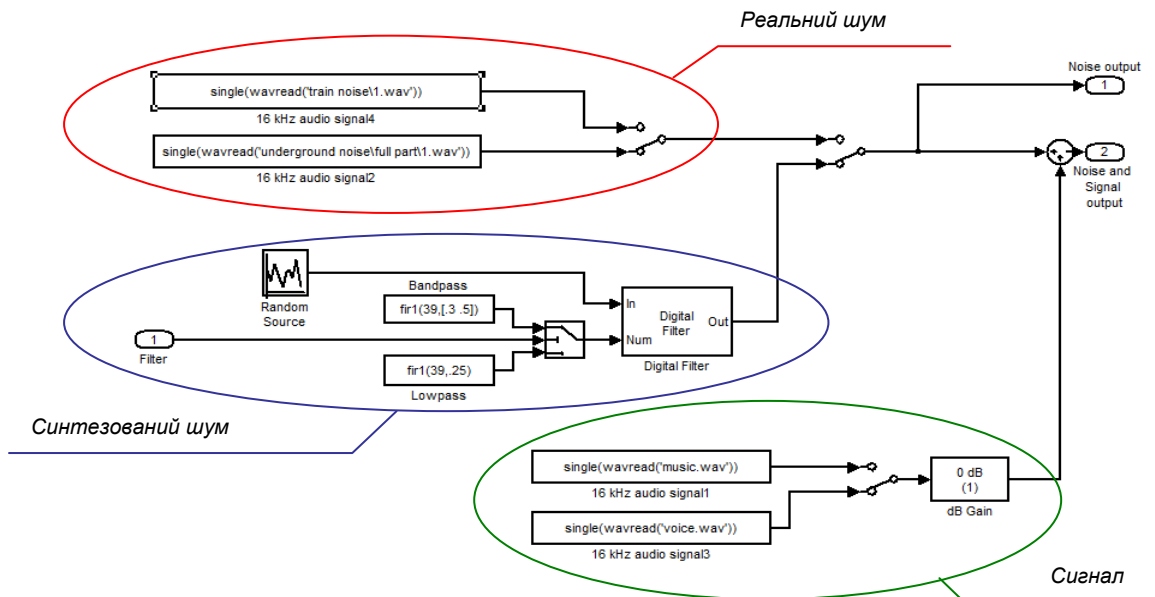 Реальний шум
Noise output
1
single(wavread('train noise\1.wav'))
16 kHz audio signal4
single(wavread('underground noise\full part\1.wav'))
16 kHz audio signal2
2
Noise and
Signal
output
Random
Source
Bandpass
fir1(39,[.3 .5])
In
Digital
Filter
Out
Num
Digital Filter
1
Filter
fir1(39,.25)
Lowpass
Синтезований шум
single(wavread('music.wav'))
16 kHz audio signal1
0 dB
(1)
dB Gain
single(wavread('voice.wav'))
16 kHz audio signal3
Сигнал